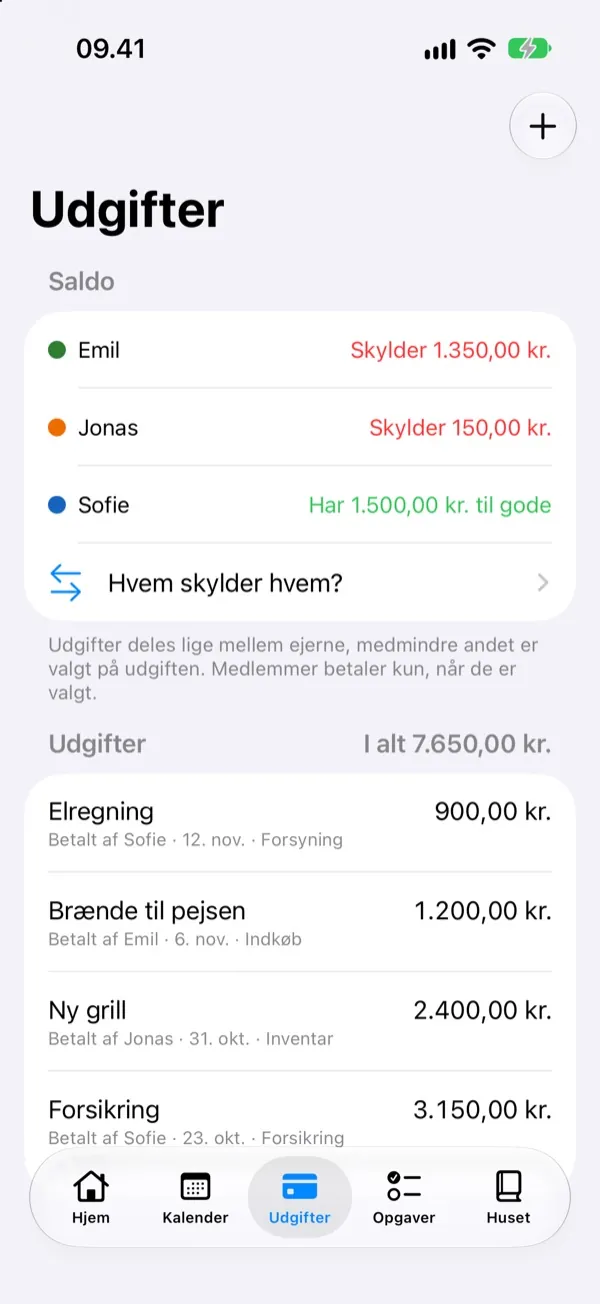 09.41
Udgifter
Saldo
Emil Skylder 1.350,00 kr.
Jonas Skylder 150,00 kr.
Sofie Har 1.500,00 kr. til gode
Hvem skylder hvem?
Udgifter deles lige mellem ejerne, medmindre andet er
valgt på udgiften. Medlemmer betaler kun, når de er
valgt.
Udgifter I alt 7.650,00 kr.
Elregning 900,00 kr.
Betalt af Sofie · 12. nov. · Forsyning
Brænde til pejsen 1.200,00 kr.
Betalt af Emil · 6. nov. · Indkøb
Ny grill 2.400,00 kr.
Betalt af Jonas · 31. okt. · Inventar
Forsikring 3.150,00 kr.
Betalt af Sofie · 23. okt. · Forsikring
Hjem Kalender Udgifter Opgaver Huset